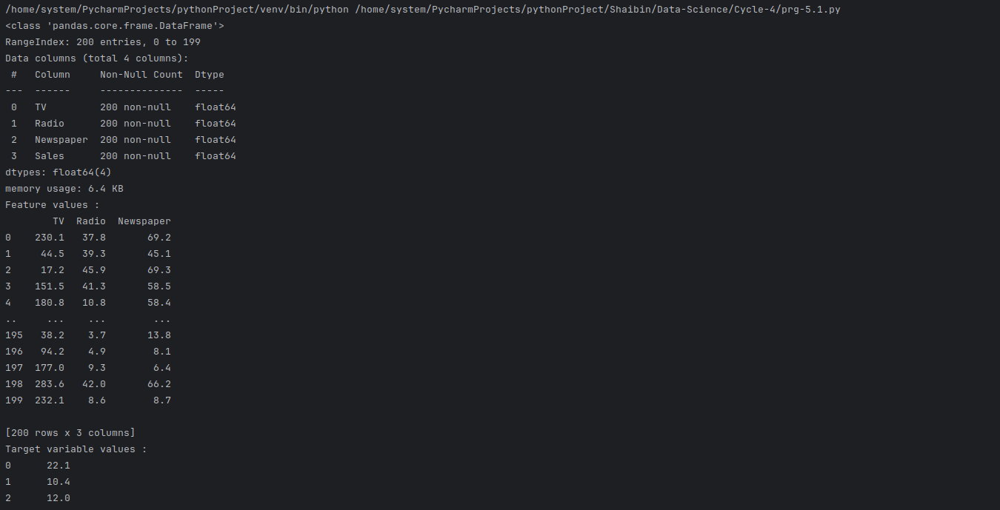 /home/system/PycharmProjects/pythonProject/venv/bin/python /home/system/PycharmProjects/pythonProject/Shaibin/Data-Science/Cycle-4/prg-5.1.py
<class 'pandas.core.frame.DataFrame'>
RangeIndex: 200 entries, 0 to 199
Data columns (total 4 columns):
 #   Column     Non-Null Count  Dtype
---  ------     --------------  -----
 0   TV         200 non-null    float64
 1   Radio      200 non-null    float64
 2   Newspaper  200 non-null    float64
 3   Sales      200 non-null    float64
dtypes: float64(4)
memory usage: 6.4 KB
Feature values :
        TV  Radio  Newspaper
0    230.1   37.8       69.2
1     44.5   39.3       45.1
2     17.2   45.9       69.3
3    151.5   41.3       58.5
4    180.8   10.8       58.4
..     ...    ...        ...
195   38.2    3.7       13.8
196   94.2    4.9        8.1
197  177.0    9.3        6.4
198  283.6   42.0       66.2
199  232.1    8.6        8.7

[200 rows x 3 columns]
Target variable values :
0      22.1
1      10.4
2      12.0